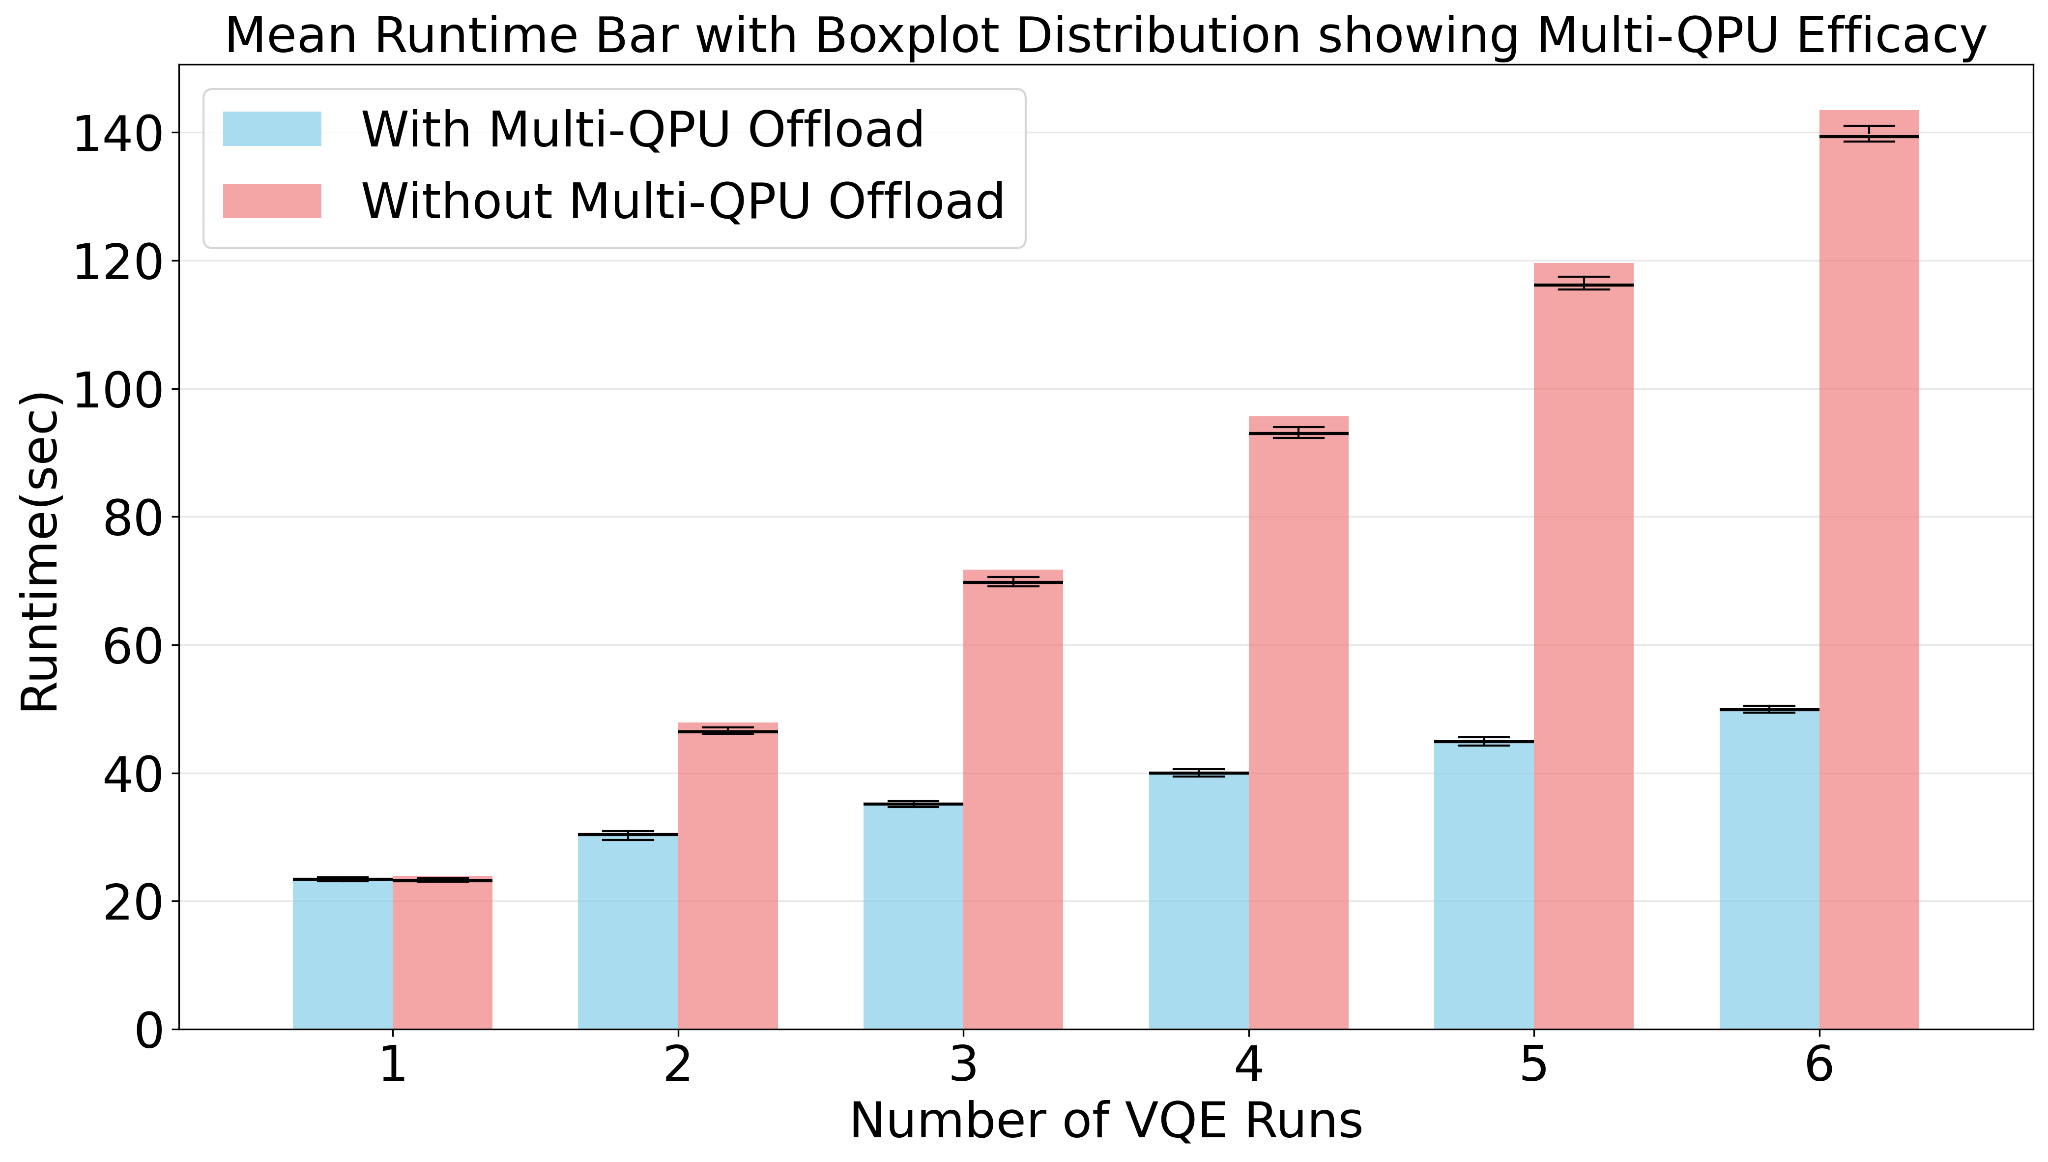 Mean Runtime Bar with Boxplot Distribution showing Multi-QPU Efficacy
With Multi-QPU Offload
Without Multi-QPU Offload
Runtime(sec)
140
120
100
80
60
40
20
0
1 2 3 4 5 6
Number of VQE Runs